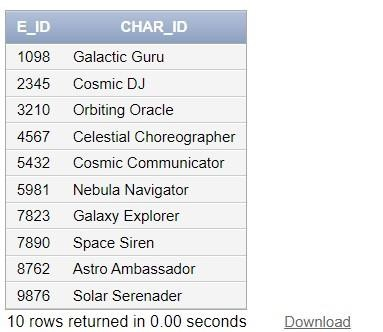 E_ID CHAR_ID
1098 Galactic Guru
2345 Cosmic DJ
3210 Orbiting Oracle
4567 Celestial Choreographer
5432 Cosmic Communicator
5981 Nebula Navigator
7823 Galaxy Explorer
7890 Space Siren
8762 Astro Ambassador
9876 Solar Serenader
10 rows returned in 0.00 seconds Download